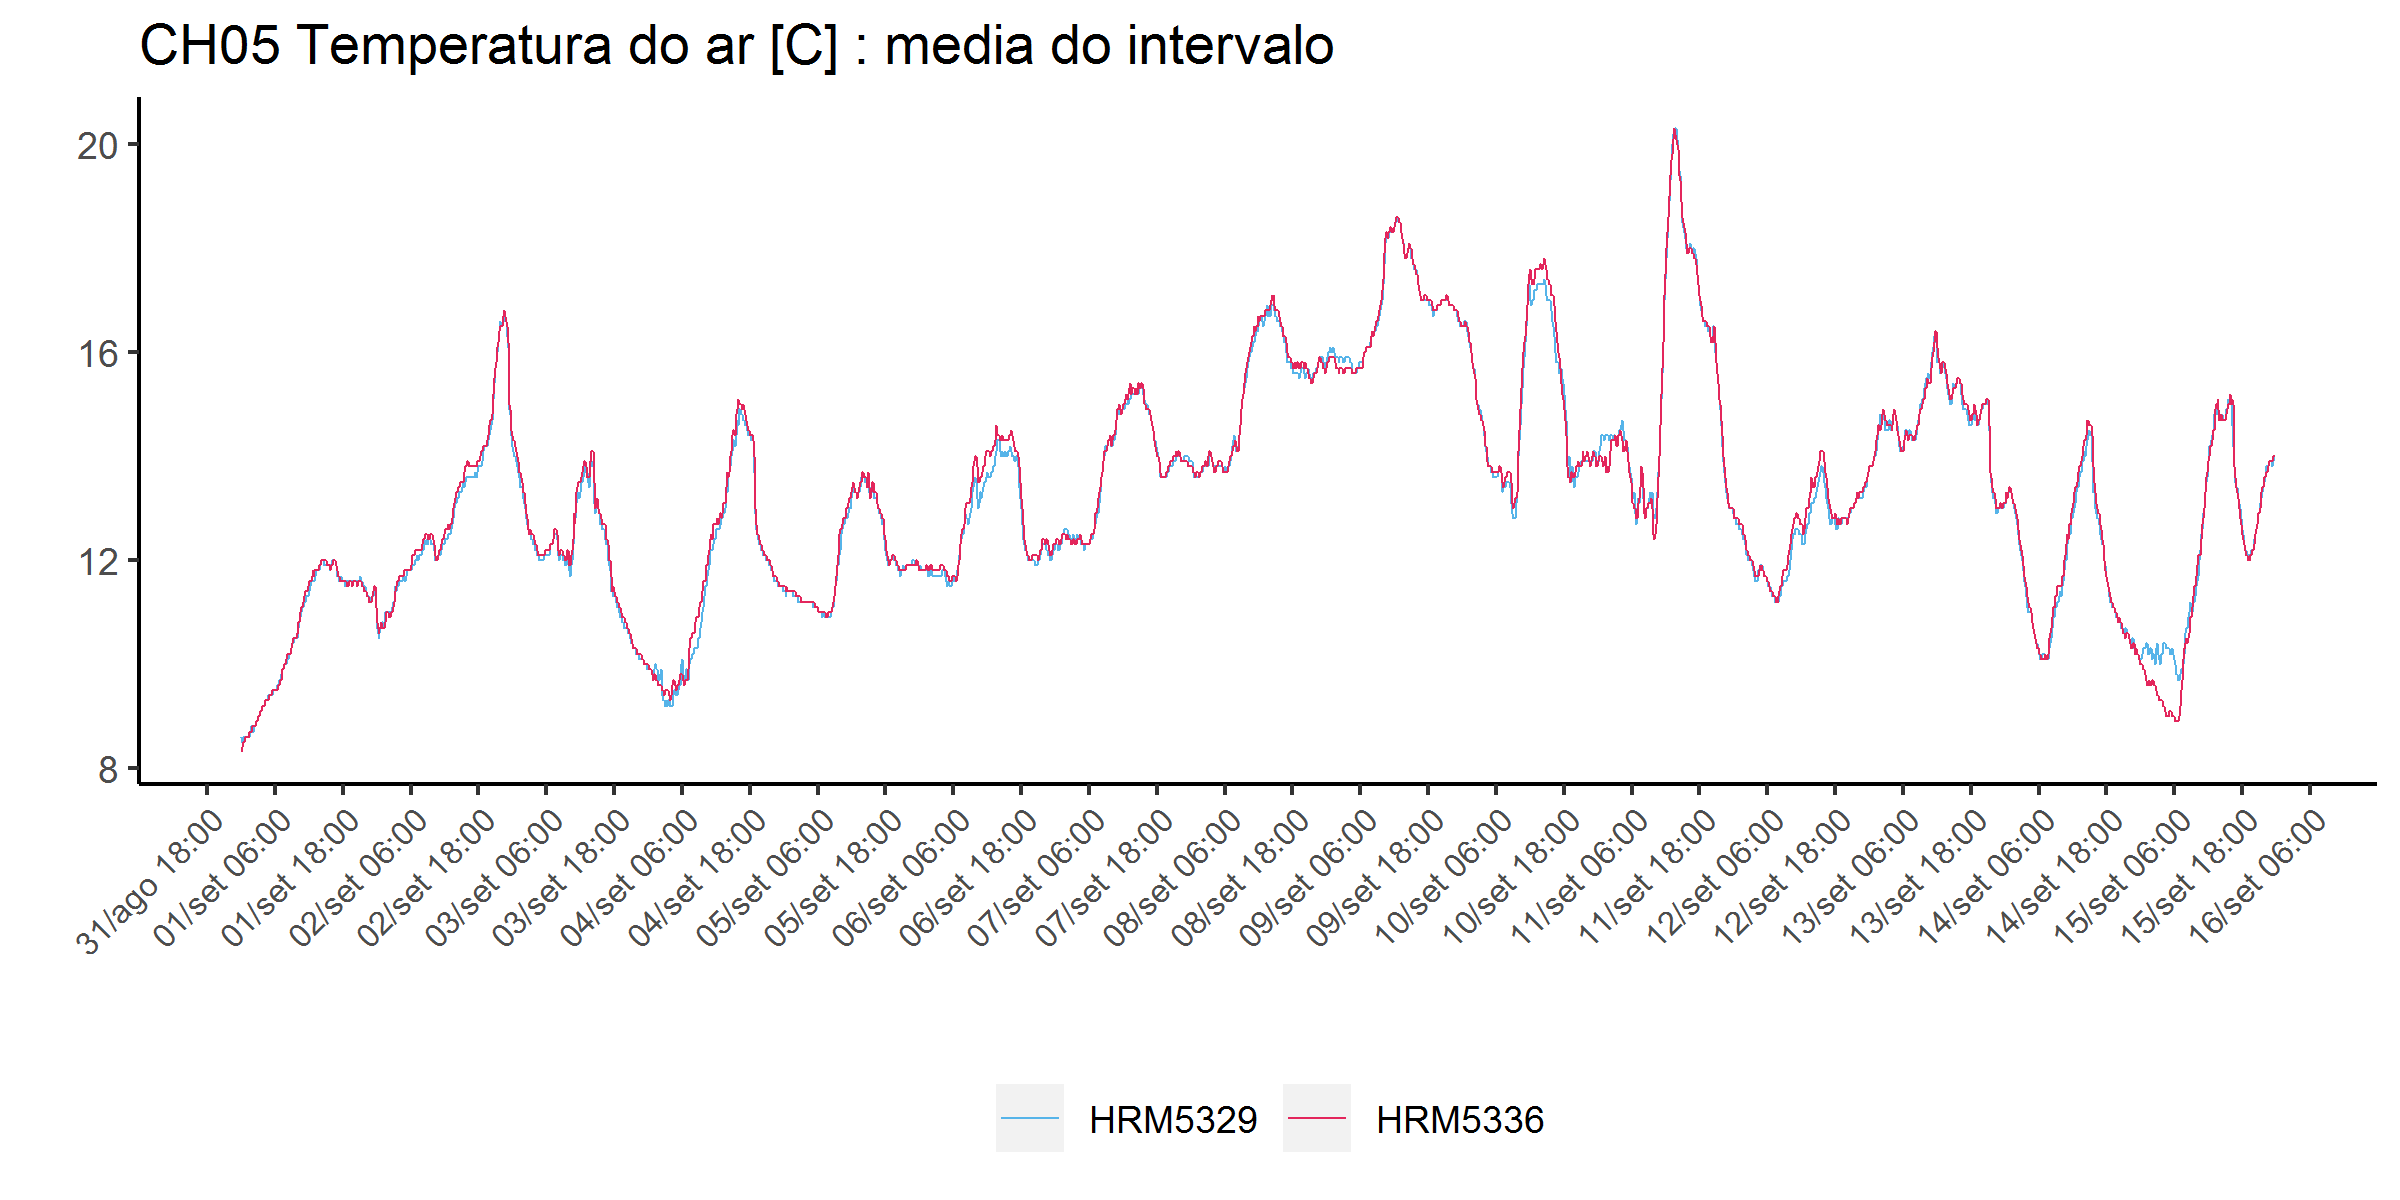 CH05 Temperatura do ar [C] : media do intervalo
20
16
12
8
31/ago 18:00
01/set 06:00
01/set 18:00
02/set 06:00
02/set 18:00
03/set 06:00
03/set 18:00
04/set 06:00
04/set 18:00
05/set 06:00
05/set 18:00
06/set 06:00
06/set 18:00
07/set 06:00
07/set 18:00
08/set 06:00
08/set 18:00
09/set 06:00
09/set 18:00
10/set 06:00
10/set 18:00
11/set 06:00
11/set 18:00
12/set 06:00
12/set 18:00
13/set 06:00
13/set 18:00
14/set 06:00
14/set 18:00
15/set 06:00
15/set 18:00
16/set 06:00
HRM5329
HRM5336